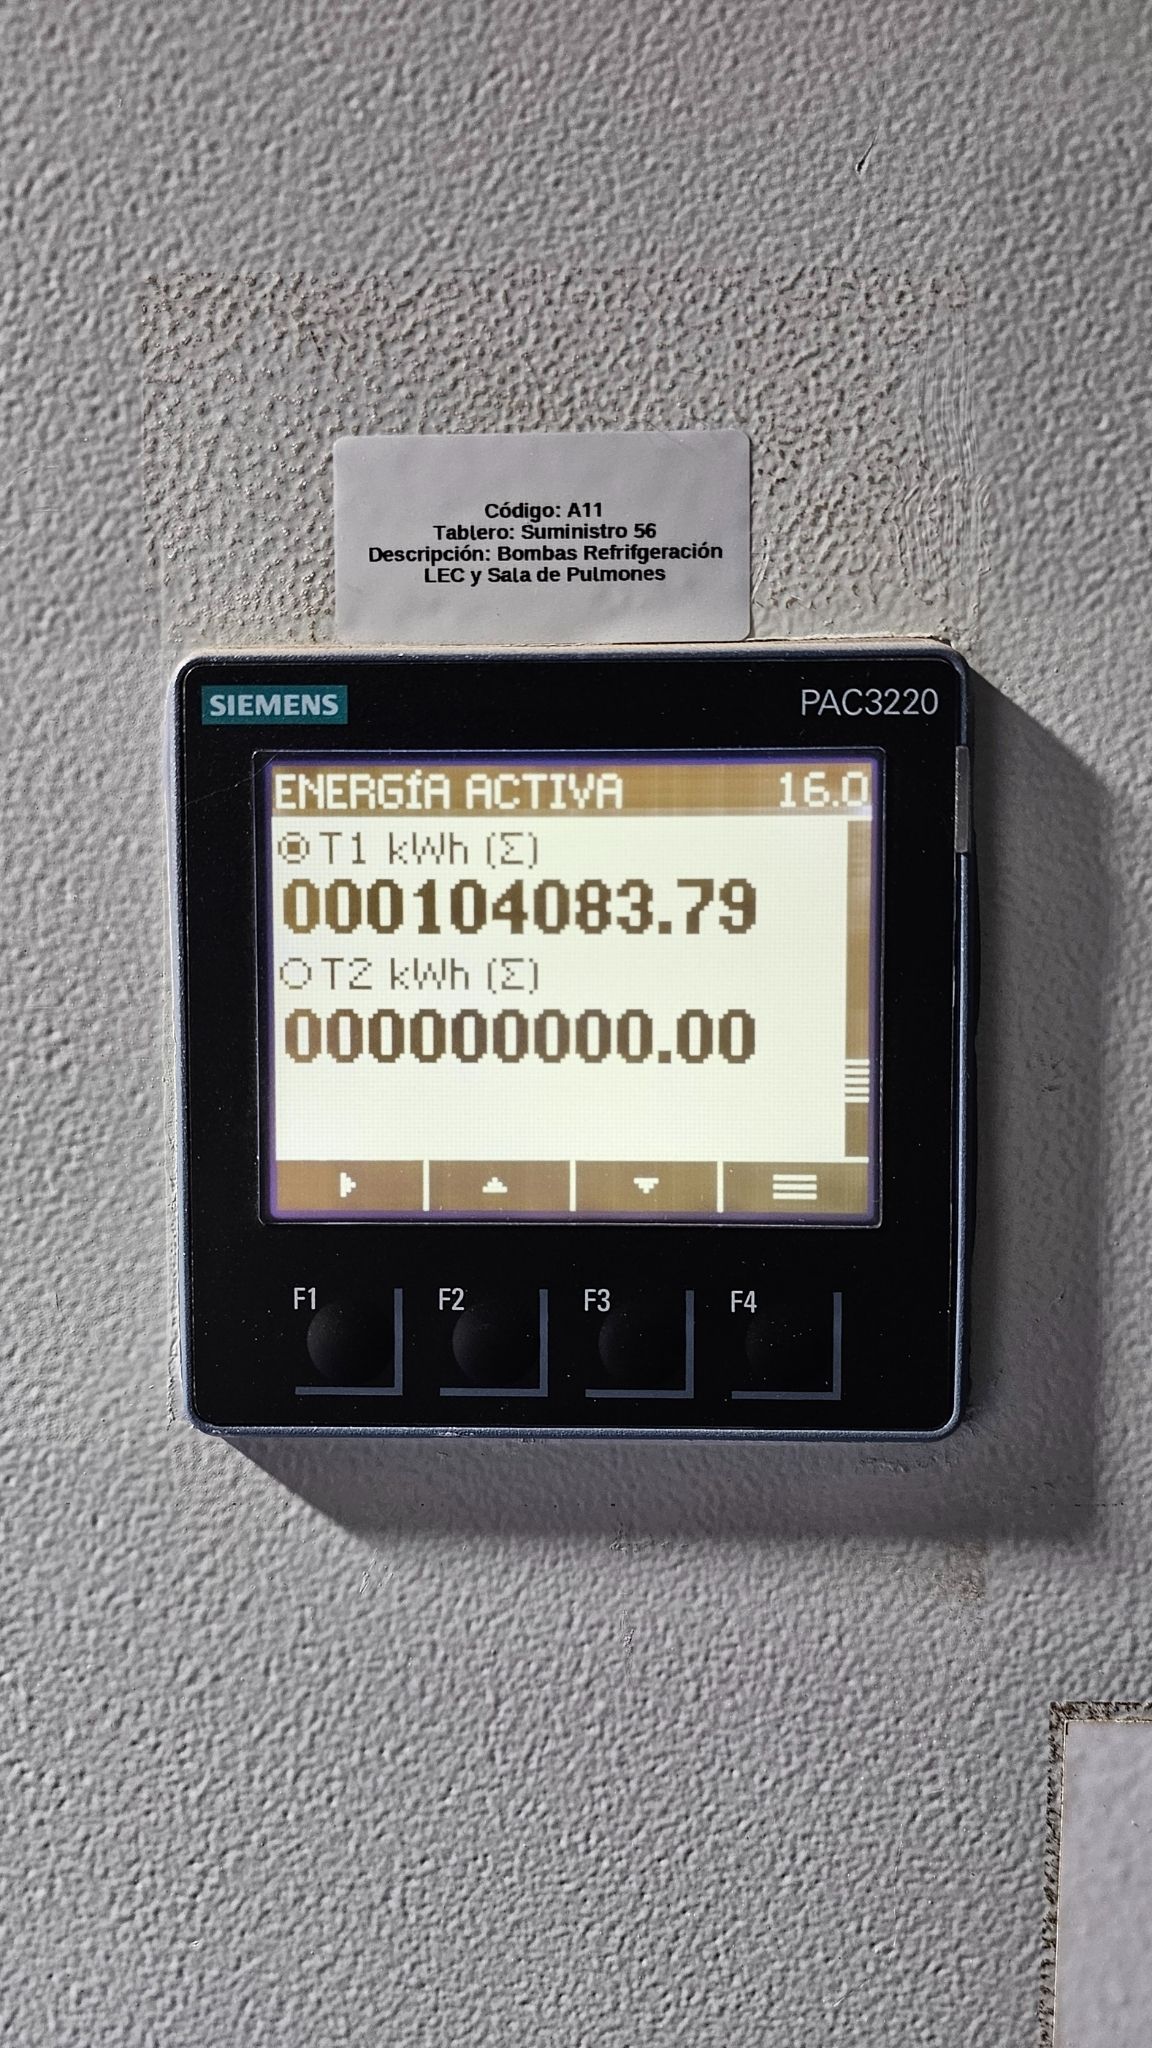 Código: A11
Tablero: Suministro 56
Descripción: Bombas Refrifgeración
LEC y Sala de Pulmones
SIEMENS
PAC3220
ENERGÍA ACTIVA 16.0
T1 kWh (Σ)
000104083.79
T2 kWh (Σ)
000000000.00
F1 F2 F3 F4